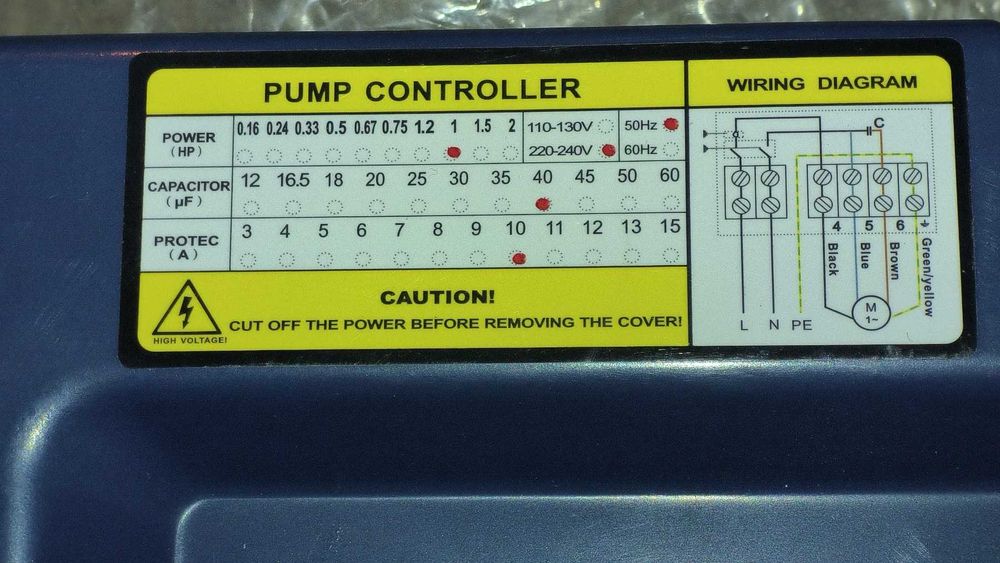 PUMP CONTROLLER
POWER (HP) 0.16 0.24 0.33 0.5 0.67 0.75 1.2 1 1.5 2 110-130V 50Hz
220-240V 60Hz
CAPACITOR (µF) 12 16.5 18 20 25 30 35 40 45 50 60
PROTEC (A) 3 4 5 6 7 8 9 10 11 12 13 15
HIGH VOLTAGE!
CAUTION!
CUT OFF THE POWER BEFORE REMOVING THE COVER!
WIRING DIAGRAM
C
4 5 6
Black Blue Brown Green/yellow
M
1~
L N PE